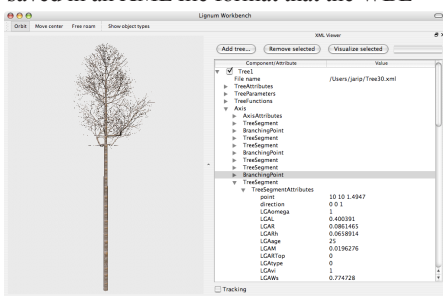 saved in an XML file format that the WBE
Lignum Workbench
Orbit Move center Free roam Show object types
XML Viewer
Add tree... Remove selected Visualize selected
Component/Attribute Value
Tree1
File name /Users/jarip/Tree30.xml
TreeAttributes
TreeParameters
TreeFunctions
Axis
AxisAttributes
TreeSegment
BranchingPoint
TreeSegment
TreeSegment
BranchingPoint
TreeSegment
TreeSegment
BranchingPoint
TreeSegment
TreeSegmentAttributes
point 10 10 1.4947
direction 0 0 1
LGAomega 1
LGAL 0.400391
LGAR 0.0861465
LGARh 0.0658914
LGAage 25
LGAM 0.0196276
LGARTop 0
LGAtype 0
LGAvi 1
LGAWs 0.774728
Tracking